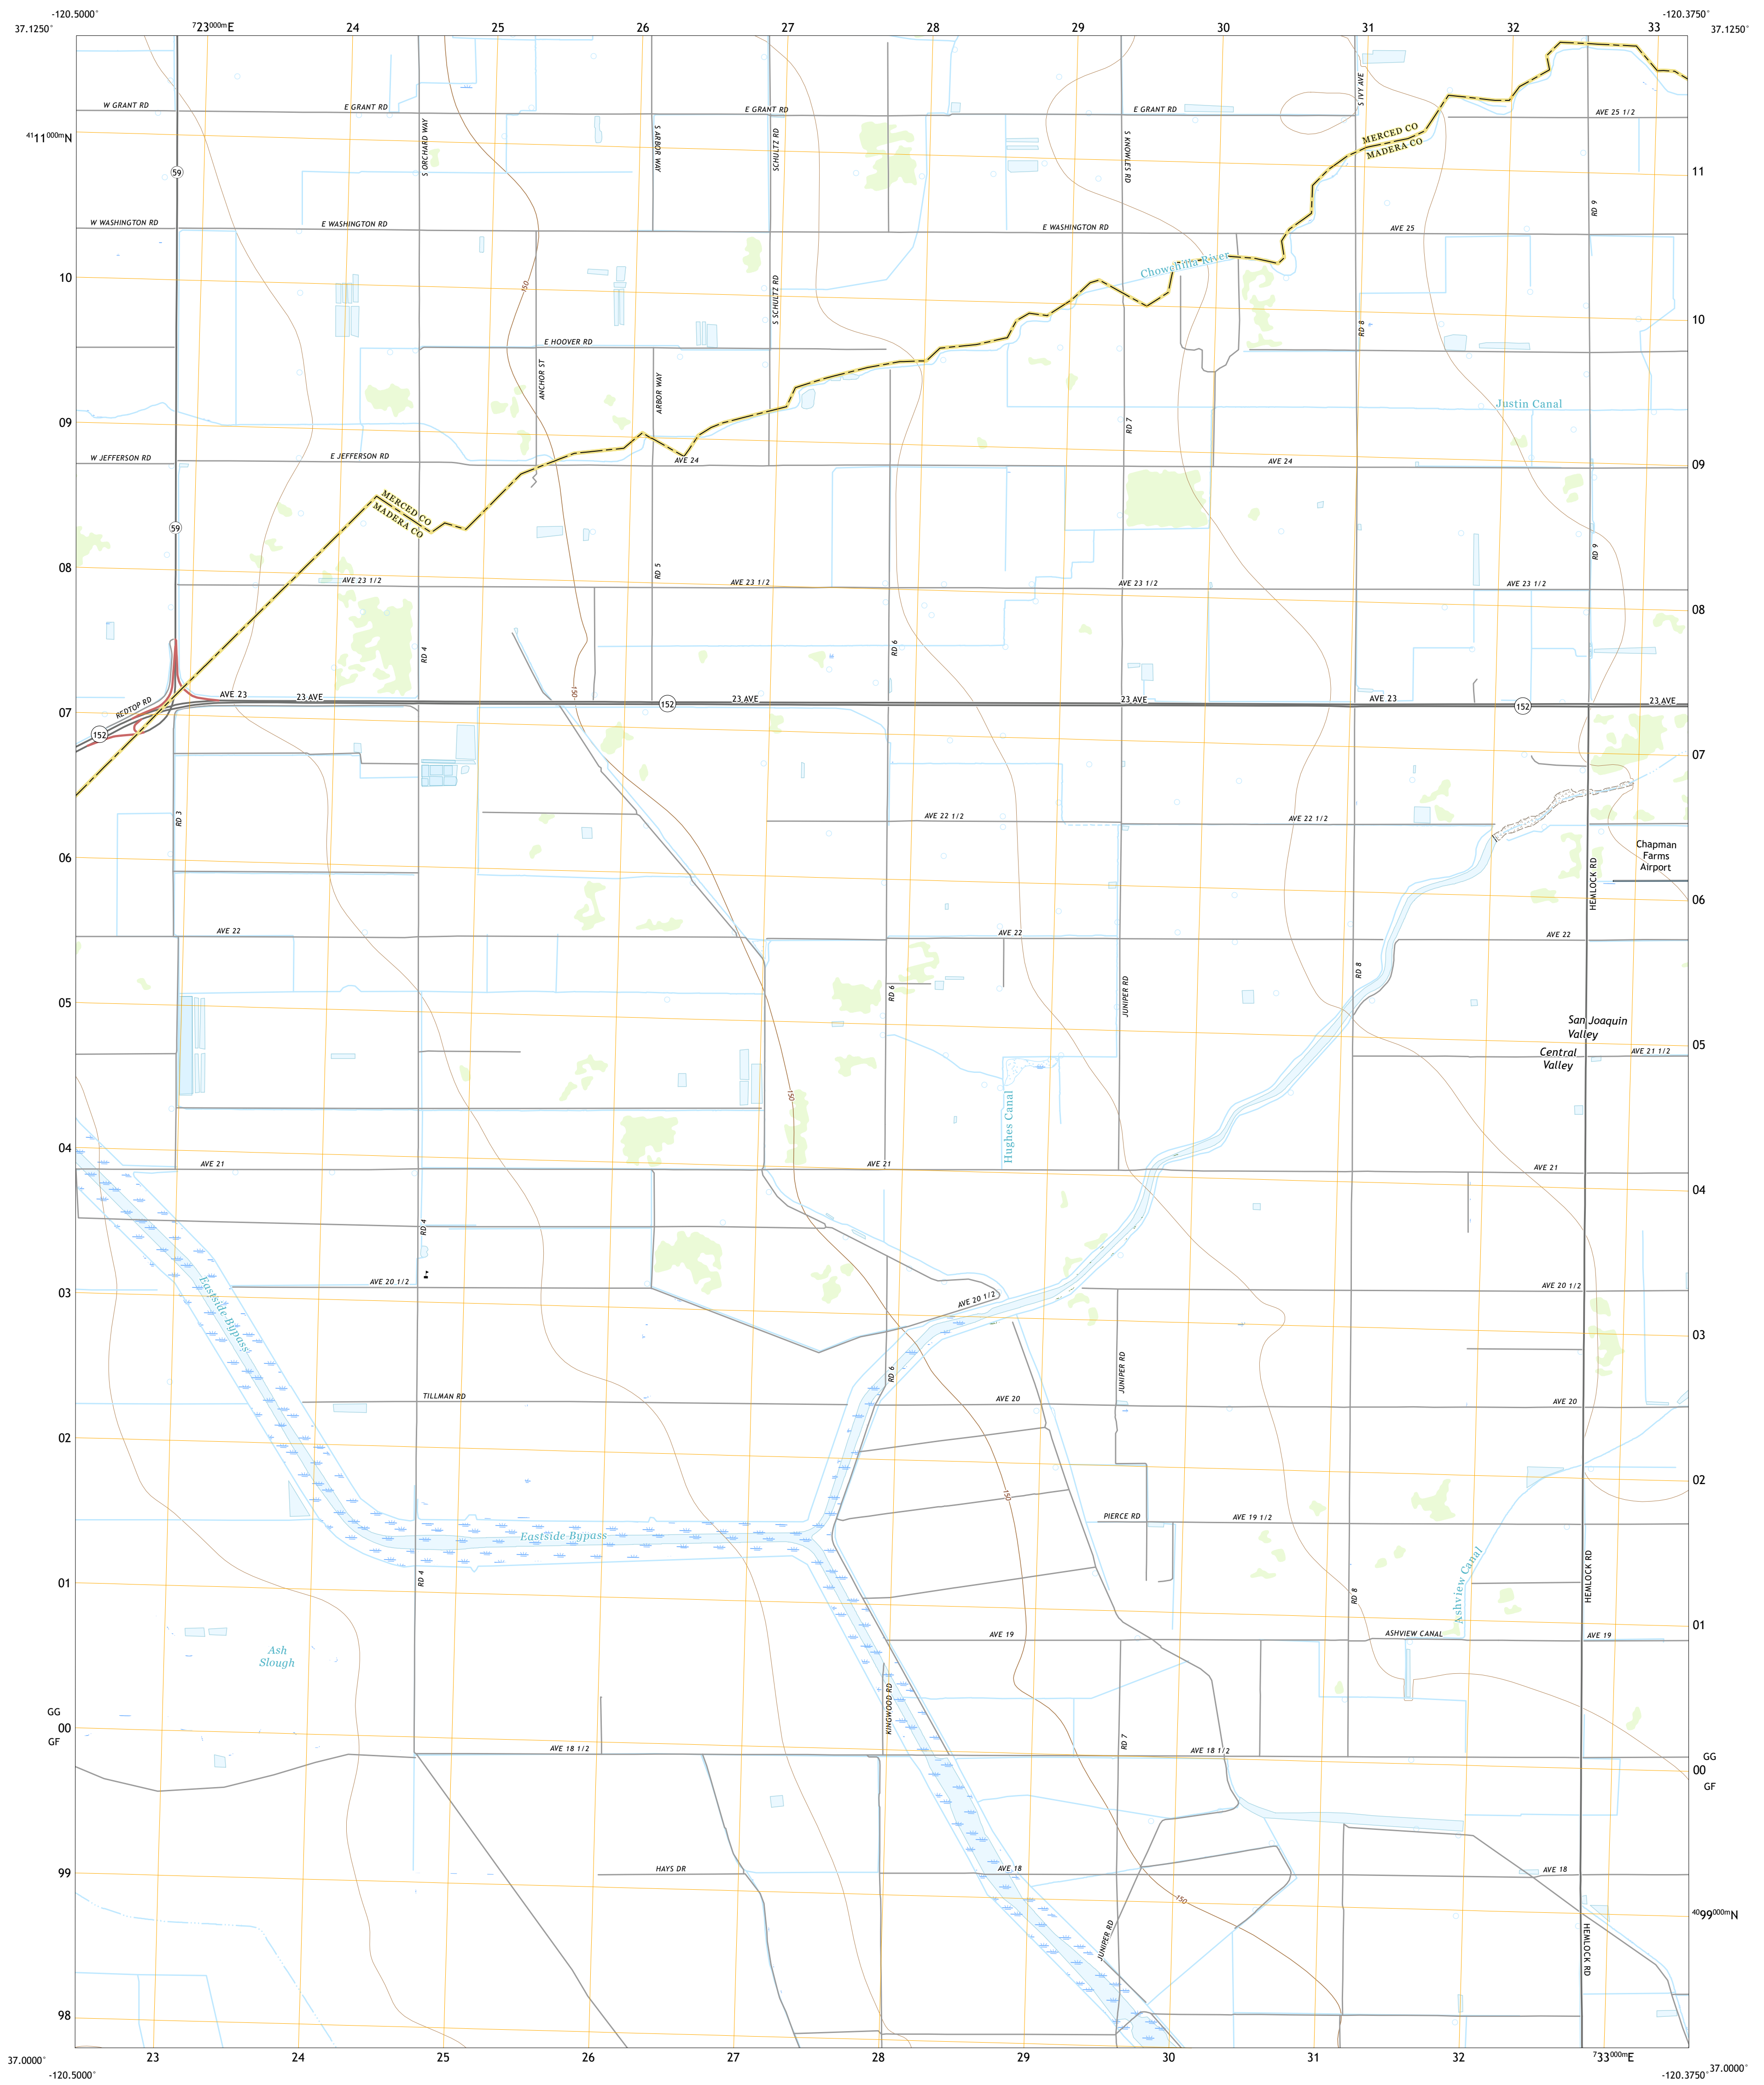 -120.5000°
-120.3750°
37.1250°
⁷23⁰⁰⁰ᵐE
24
25
26
27
28
29
30
31
32
33
37.1250°
W GRANT RD
E GRANT RD
E GRANT RD
E GRANT RD
S IVY AVE
AVE 25 1/2
⁴¹11⁰⁰⁰ᵐN
S ORCHARD WAY
S ARBOR WAY
SCHULTZ RD
S KNOWLES RD
MERCED CO
MADERA CO
59
11
RD 9
W WASHINGTON RD
E WASHINGTON RD
E WASHINGTON RD
AVE 25
Chowchilla River
10
150
S SCHULTZ RD
10
RD 8
E HOOVER RD
ANCHOR ST
ARBOR WAY
Justin Canal
09
RD 7
W JEFFERSON RD
E JEFFERSON RD
AVE 24
AVE 24
09
MERCED CO
MADERA CO
59
RD 9
08
RD 5
AVE 23 1/2
AVE 23 1/2
AVE 23 1/2
AVE 23 1/2
08
RD 4
RD 6
150
REDTOP RD
AVE 23
23 AVE
152
23 AVE
23 AVE
AVE 23
152
23 AVE
07
152
07
RD 3
AVE 22 1/2
AVE 22 1/2
06
Chapman
Farms
Airport
HEMLOCK RD
06
AVE 22
AVE 22
AVE 22
RD 6
JUNIPER RD
RD 8
05
San Joaquin
Valley
Central
Valley
AVE 21 1/2
05
150
Hughes Canal
04
AVE 21
AVE 21
AVE 21
04
RD 4
Eastside Bypass
AVE 20 1/2
AVE 20 1/2
AVE 20 1/2
03
03
RD 6
JUNIPER RD
TILLMAN RD
AVE 20
AVE 20
02
02
150
PIERCE RD
AVE 19 1/2
Eastside Bypass
Ashview Canal
HEMLOCK RD
01
RD 4
RD 8
01
AVE 19
ASHVIEW CANAL
AVE 19
Ash
Slough
KINGWOOD RD
RD 7
GG
00
GF
AVE 18 1/2
AVE 18 1/2
GG
00
GF
99
HAYS DR
AVE 18
AVE 18
150
JUNIPER RD
⁴⁰99⁰⁰⁰ᵐN
HEMLOCK RD
98
37.0000°
23
24
25
26
27
28
29
30
31
32
⁷33⁰⁰⁰ᵐE
37.0000°
-120.5000°
-120.3750°